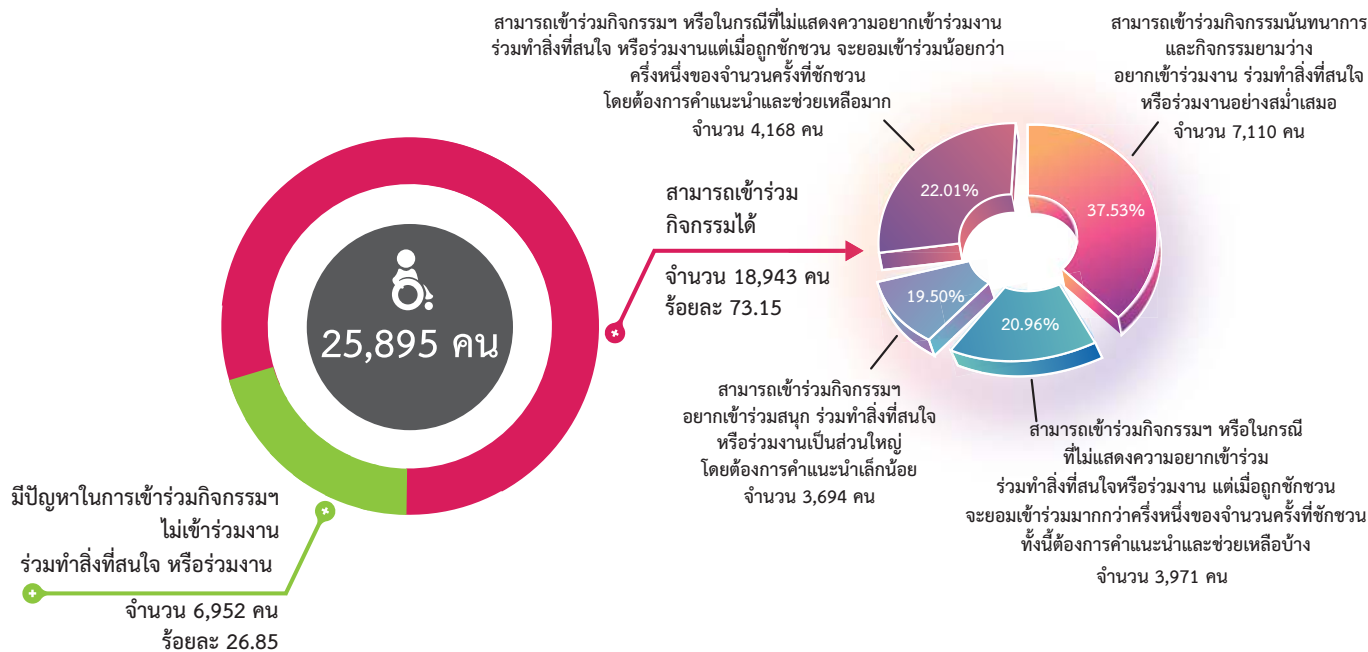 สามารถเข้าร่วมกิจกรรมฯ หรือในกรณีที่ไม่แสดงความอยากเข้าร่วมงาน
ร่วมทำสิ่งที่สนใจ หรือร่วมงานแต่เมื่อถูกชักชวน จะยอมเข้าร่วมน้อยกว่า
ครึ่งหนึ่งของจำนวนครั้งที่ชักชวน
โดยต้องการคำแนะนำและช่วยเหลือมาก
จำนวน 4,168 คน
สามารถเข้าร่วมกิจกรรมนันทนาการ
และกิจกรรมยามว่าง
อยากเข้าร่วมงาน ร่วมทำสิ่งที่สนใจ
หรือร่วมงานอย่างสม่ำเสมอ
จำนวน 7,110 คน
22.01%
37.53%
19.50%
20.96%
สามารถเข้าร่วม
กิจกรรมได้
จำนวน 18,943 คน
ร้อยละ 73.15
25,895 คน
สามารถเข้าร่วมกิจกรรมฯ
อยากเข้าร่วมสนุก ร่วมทำสิ่งที่สนใจ
หรือร่วมงานเป็นส่วนใหญ่
โดยต้องการคำแนะนำเล็กน้อย
จำนวน 3,694 คน
สามารถเข้าร่วมกิจกรรมฯ หรือในกรณี
ที่ไม่แสดงความอยากเข้าร่วม
ร่วมทำสิ่งที่สนใจหรือร่วมงาน แต่เมื่อถูกชักชวน
จะยอมเข้าร่วมมากกว่าครึ่งหนึ่งของจำนวนครั้งที่ชักชวน
ทั้งนี้ต้องการคำแนะนำและช่วยเหลือบ้าง
จำนวน 3,971 คน
มีปัญหาในการเข้าร่วมกิจกรรมฯ
ไม่เข้าร่วมงาน
ร่วมทำสิ่งที่สนใจ หรือร่วมงาน
จำนวน 6,952 คน
ร้อยละ 26.85